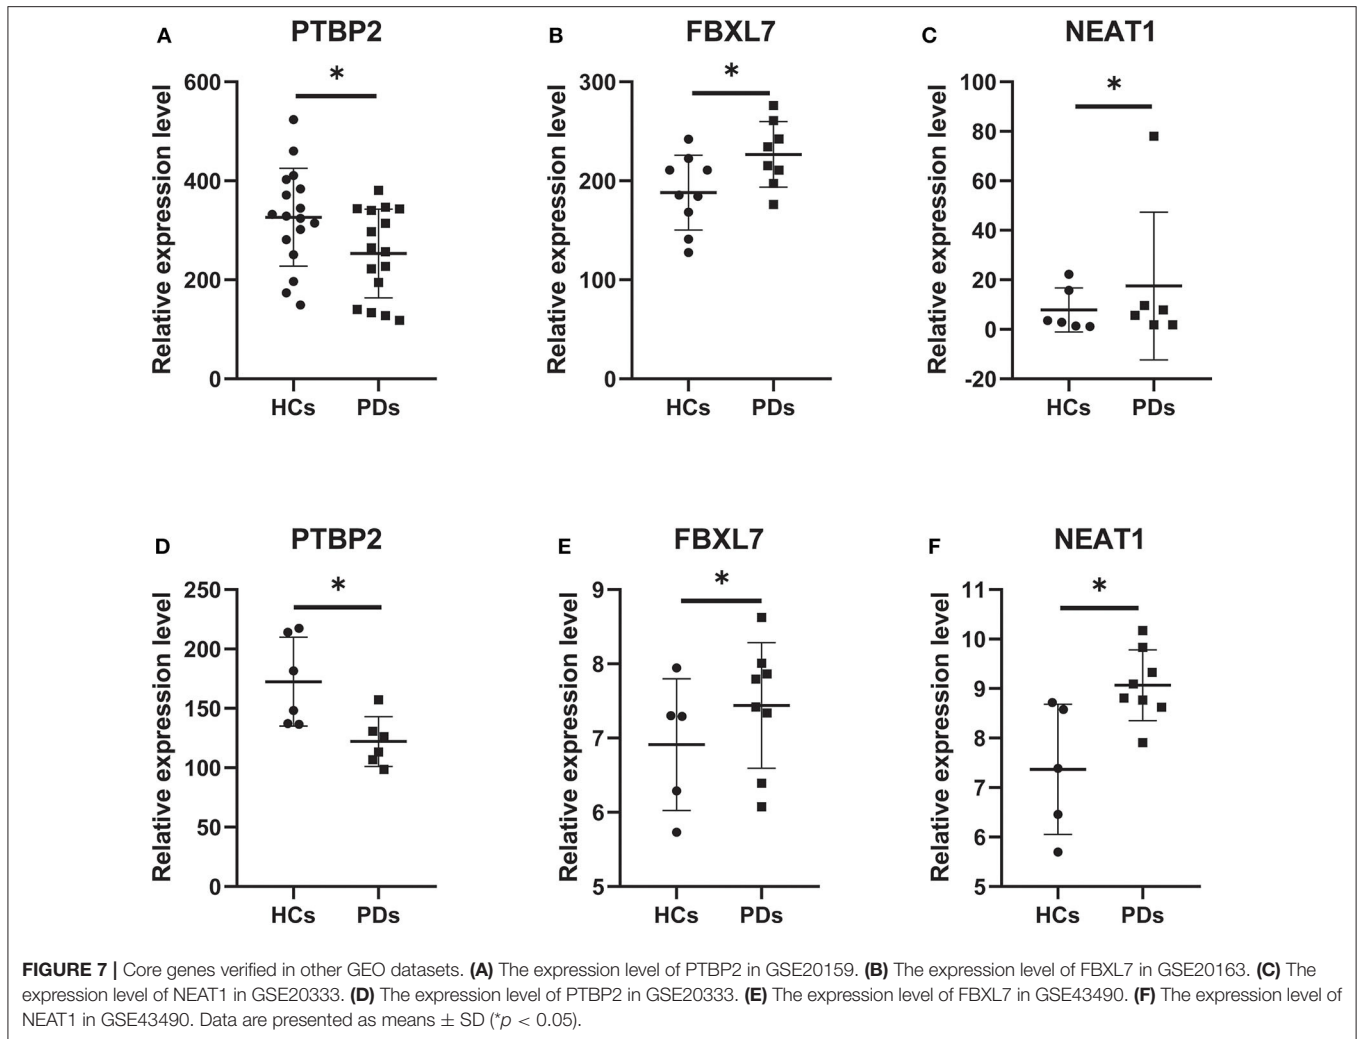 A PTBP2
*
Relative expression level
600
400
200
0
HCs PDs
B FBXL7
*
Relative expression level
300
200
100
0
HCs PDs
C NEAT1
*
Relative expression level
100
80
60
40
20
0
-20
HCs PDs
D PTBP2
*
Relative expression level
250
200
150
100
50
0
HCs PDs
E FBXL7
*
Relative expression level
9
8
7
6
5
HCs PDs
F NEAT1
*
Relative expression level
11
10
9
8
7
6
5
HCs PDs
FIGURE 7 | Core genes verified in other GEO datasets. (A) The expression level of PTBP2 in GSE20159. (B) The expression level of FBXL7 in GSE20163. (C) The
expression level of NEAT1 in GSE20333. (D) The expression level of PTBP2 in GSE20333. (E) The expression level of FBXL7 in GSE43490. (F) The expression level of
NEAT1 in GSE43490. Data are presented as means ± SD (*p < 0.05).